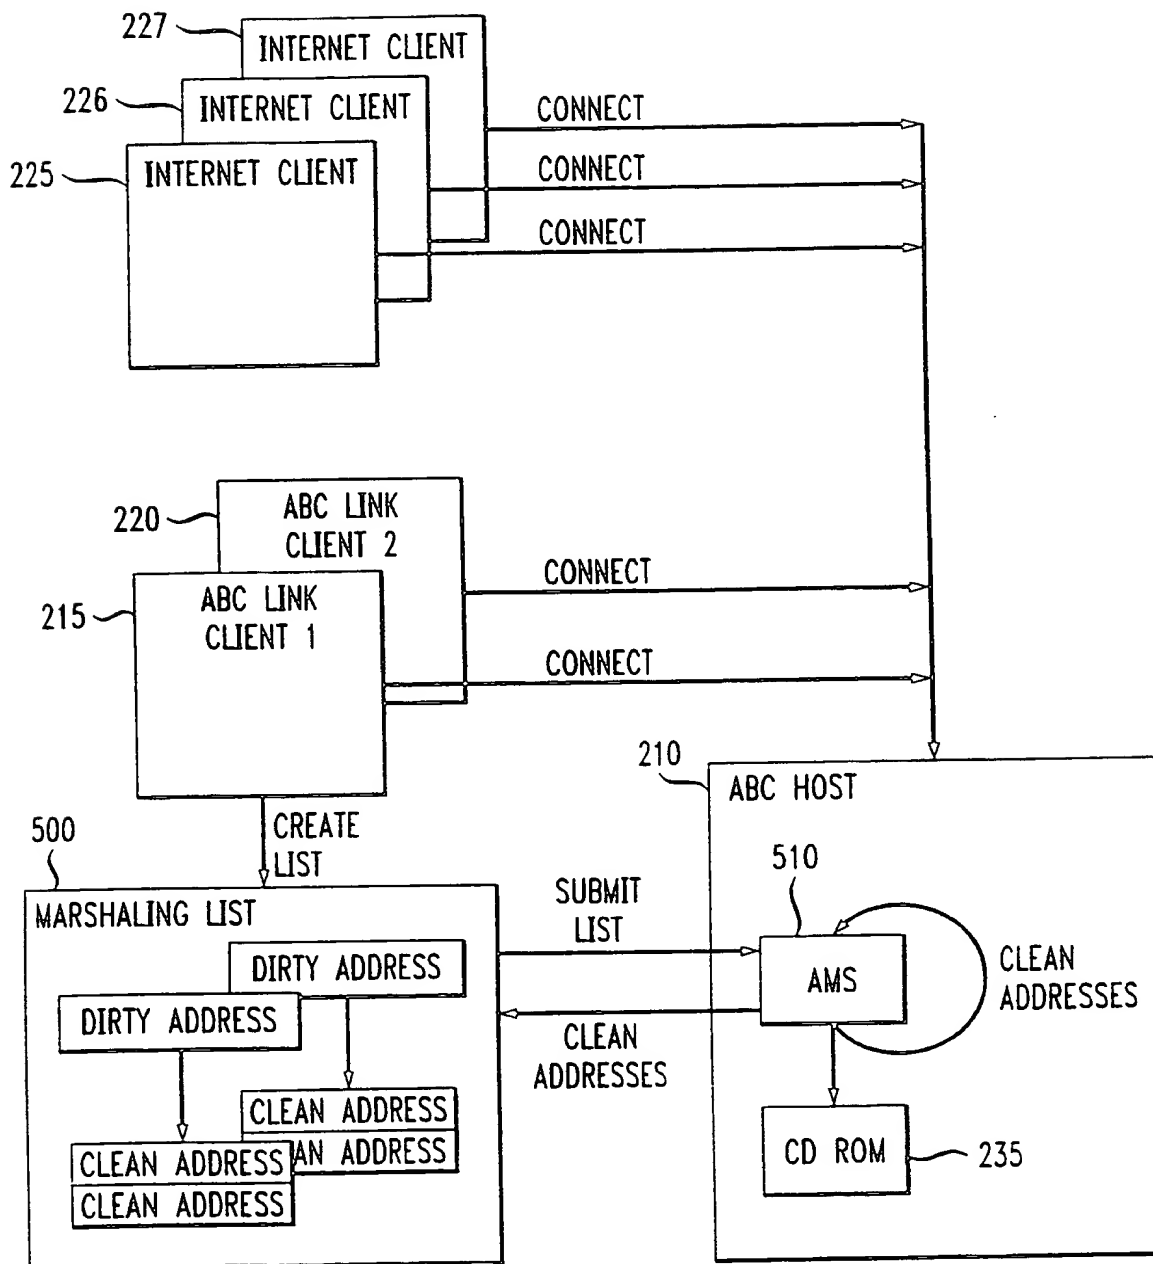 227
INTERNET CLIENT
226
INTERNET CLIENT
225
INTERNET CLIENT
CONNECT
CONNECT
CONNECT
220
ABC LINK
CLIENT 2
215
ABC LINK
CLIENT 1
CONNECT
CONNECT
210
ABC HOST
500
CREATE
LIST
MARSHALING LIST
DIRTY ADDRESS
DIRTY ADDRESS
CLEAN ADDRESS
AN ADDRESS
CLEAN ADDRESS
CLEAN ADDRESS
SUBMIT
LIST
CLEAN
ADDRESSES
510
AMS
CLEAN
ADDRESSES
CD ROM
235